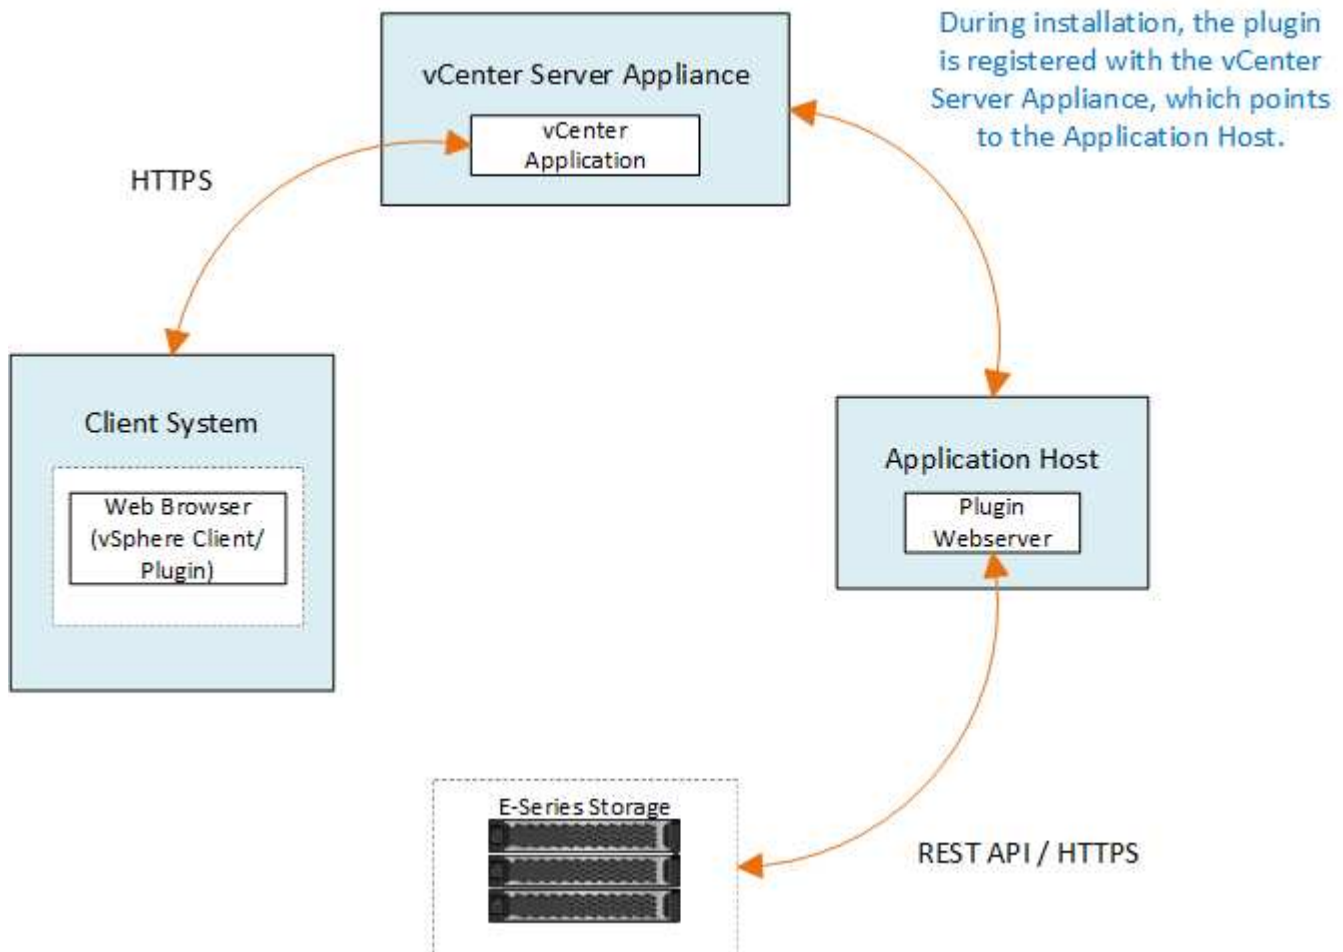 During installation, the plugin
is registered with the vCenter
Server Appliance, which points
to the Application Host.
vCenter Server Appliance
vCenter
Application
HTTPS
Client System
Web Browser
(vSphere Client/
Plugin)
Application Host
Plugin
Webserver
E-Series Storage
REST API / HTTPS